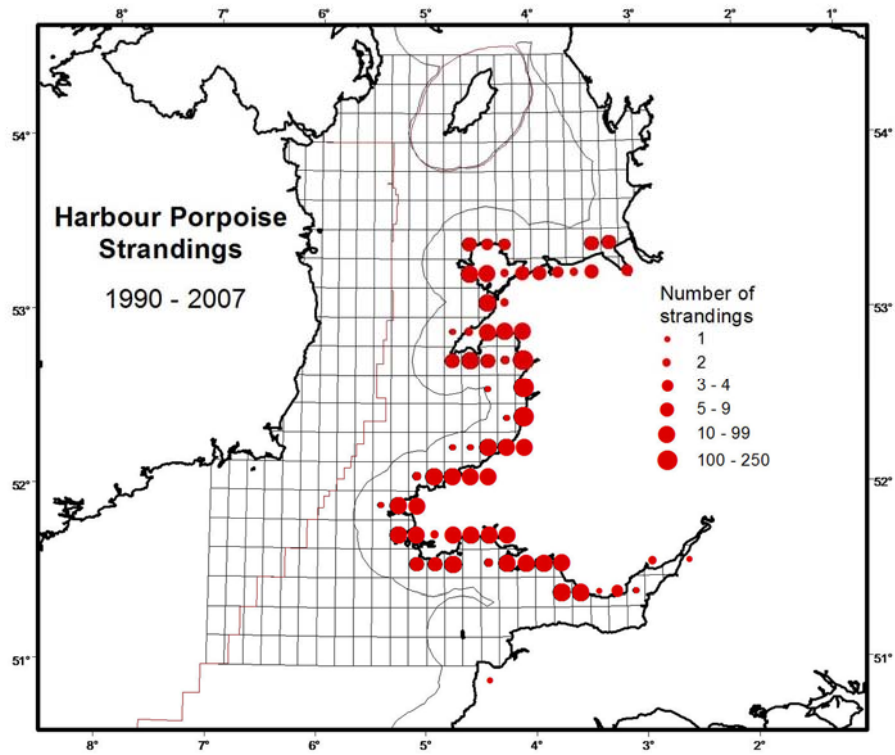 8° 7° 6° 5° 4° 3° 2° 1°
54° 54°
Harbour Porpoise
Strandings
1990 - 2007
53° 53°
Number of
strandings
1
2
3 - 4
5 - 9
10 - 99
100 - 250
52° 52°
51° 51°
8° 7° 6° 5° 4° 3° 2°